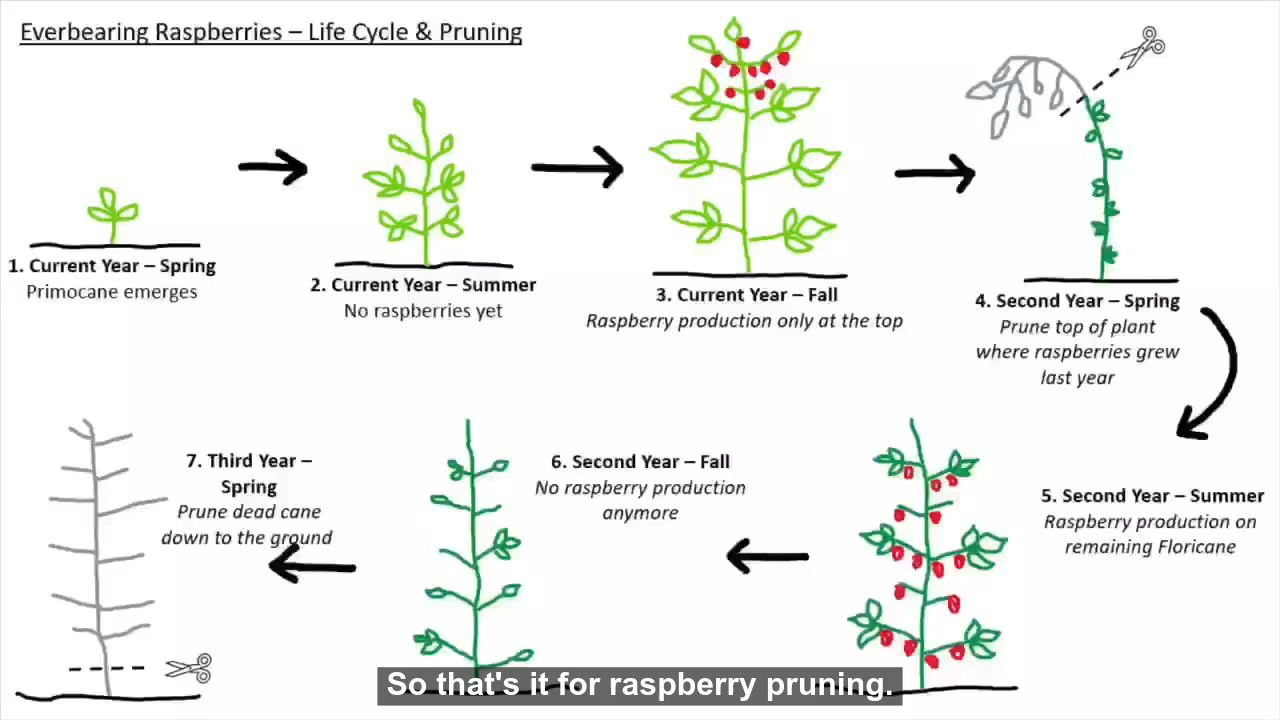 Everbearing Raspberries – Life Cycle & Pruning
1. Current Year – Spring
Primocane emerges
2. Current Year – Summer
No raspberries yet
3. Current Year – Fall
Raspberry production only at the top
4. Second Year – Spring
Prune top of plant
where raspberries grew
last year
5. Second Year – Summer
Raspberry production on
remaining Floricane
6. Second Year – Fall
No raspberry production
anymore
7. Third Year –
Spring
Prune dead cane
down to the ground
So that's it for raspberry pruning.